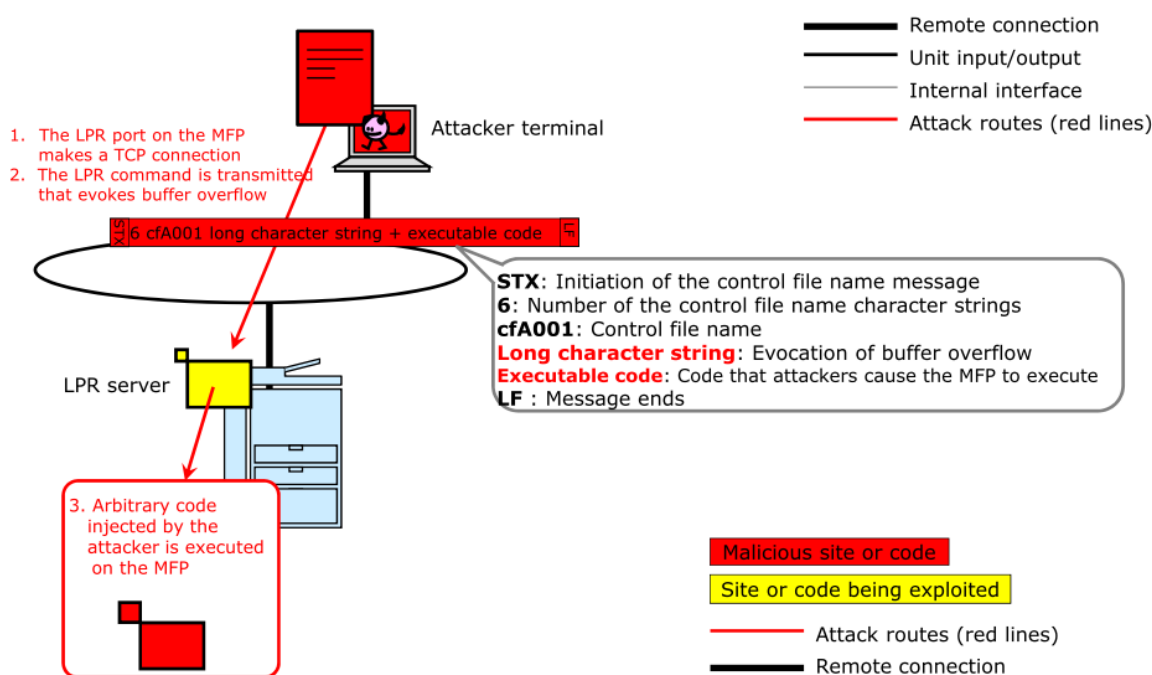 Remote connection
Unit input/output
Internal interface
Attack routes (red lines)
Attacker terminal
1. The LPR port on the MFP
makes a TCP connection
2. The LPR command is transmitted
that evokes buffer overflow
STX 6 cfA001 long character string + executable code LF
STX: Initiation of the control file name message
6: Number of the control file name character strings
cfA001: Control file name
Long character string: Evocation of buffer overflow
Executable code: Code that attackers cause the MFP to execute
LF : Message ends
LPR server
3. Arbitrary code
injected by the
attacker is executed
on the MFP
Malicious site or code
Site or code being exploited
Attack routes (red lines)
Remote connection